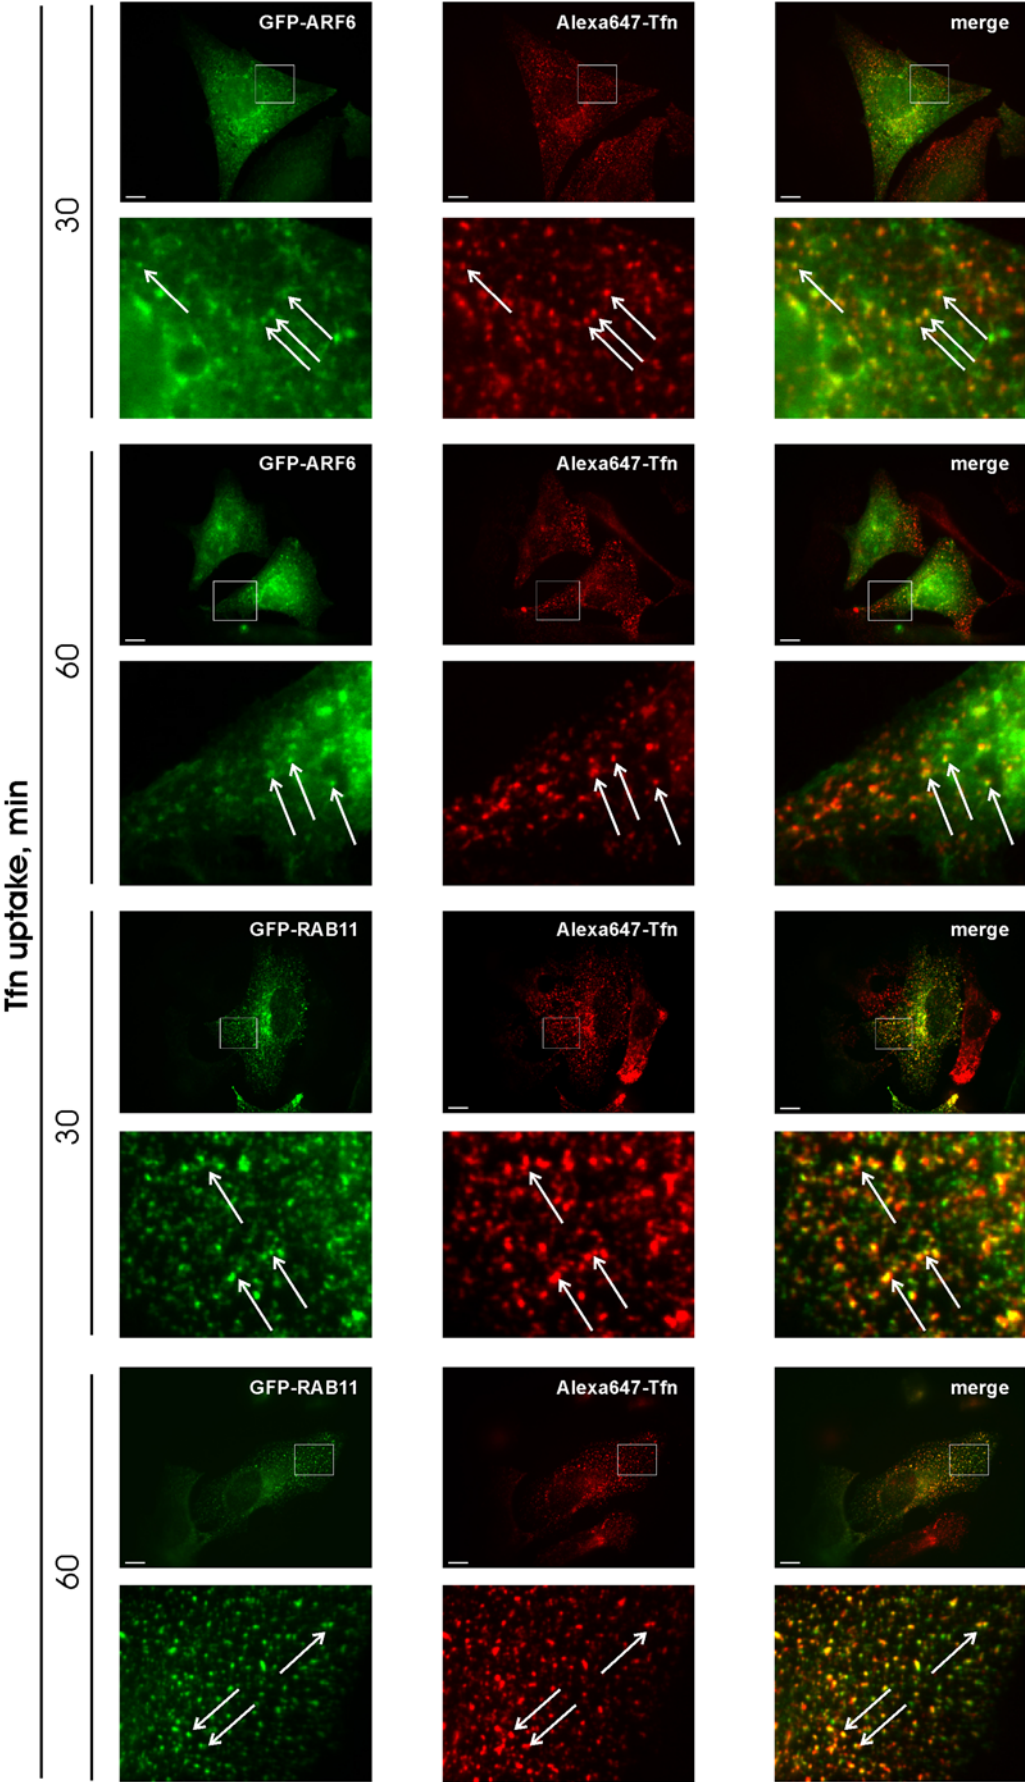 Tfn uptake, min
30
GFP-ARF6
Alexa647-Tfn
merge
60
GFP-ARF6
Alexa647-Tfn
merge
30
GFP-RAB11
Alexa647-Tfn
merge
60
GFP-RAB11
Alexa647-Tfn
merge